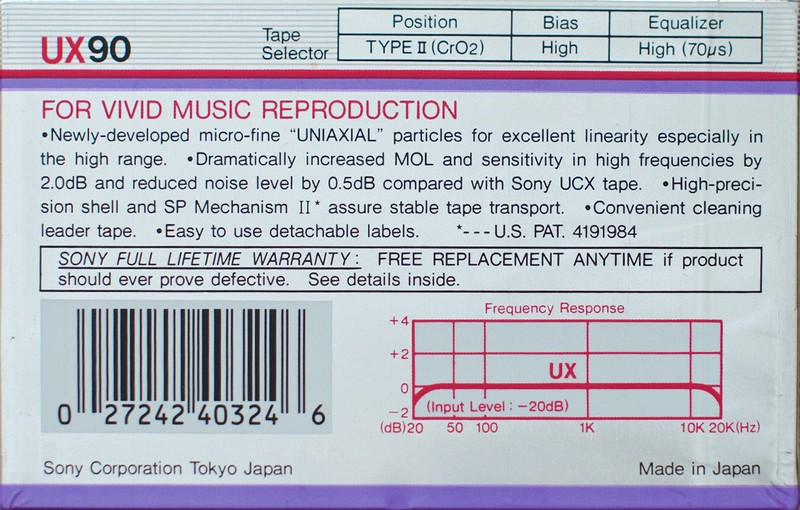 UX90
Tape Selector
Position Bias Equalizer
TYPE II (CrO2) High High (70µs)
FOR VIVID MUSIC REPRODUCTION
•Newly-developed micro-fine “UNIAXIAL” particles for excellent linearity especially in
the high range. •Dramatically increased MOL and sensitivity in high frequencies by
2.0dB and reduced noise level by 0.5dB compared with Sony UCX tape. •High-preci-
sion shell and SP Mechanism II* assure stable tape transport. •Convenient cleaning
leader tape. •Easy to use detachable labels. *---U.S. PAT. 4191984
SONY FULL LIFETIME WARRANTY: FREE REPLACEMENT ANYTIME if product
should ever prove defective. See details inside.
0 27242 40324 6
Frequency Response
+4
+2
UX
0
(Input Level : −20dB)
−2
(dB) 20 50 100 1K 10K 20K (Hz)
Sony Corporation Tokyo Japan
Made in Japan